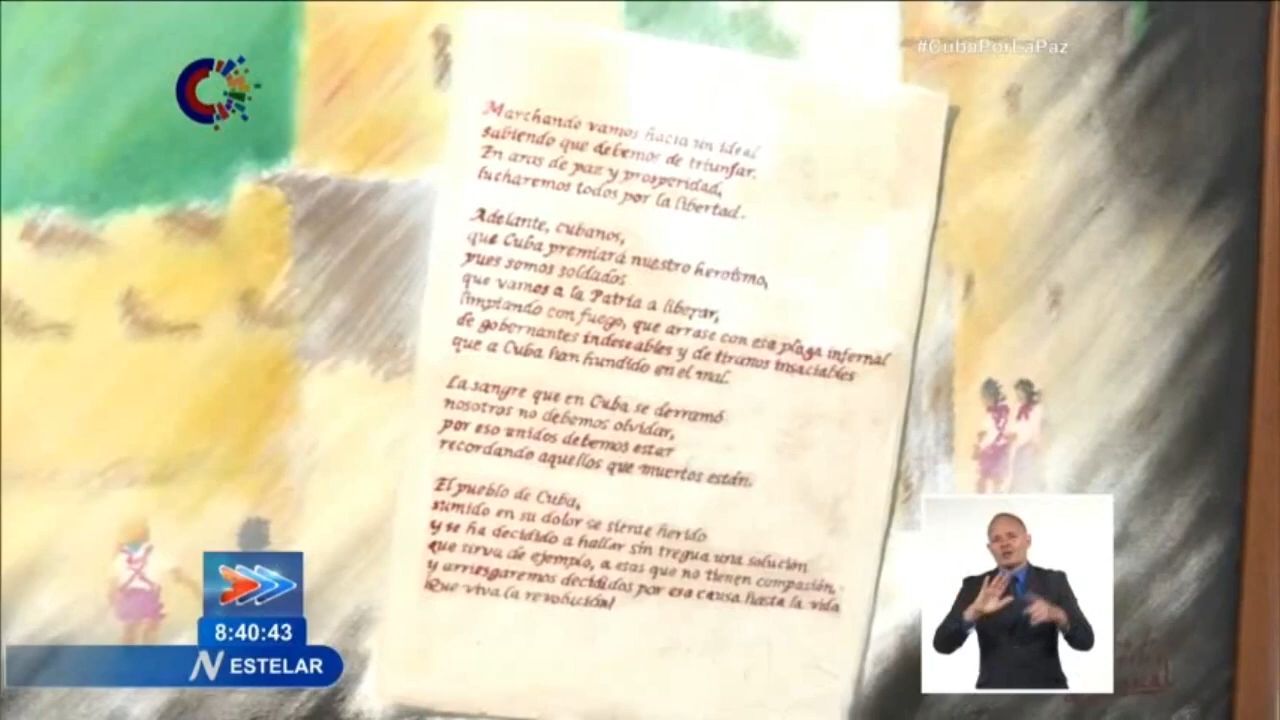 #CubaPorLaPaz
Marchando vamos hacia un ideal
sabiendo que debemos de triunfar.
En aras de paz y prosperidad,
lucharemos todos por la libertad.
Adelante, cubanos,
que Cuba premiará nuestro heroísmo,
pues somos soldados
que vamos a la Patria a liberar,
limpiando con fuego, que arrase con esa plaga infernal
de gobernantes indeseables y de tiranos insaciables
que a Cuba han hundido en el mal.
La sangre que en Cuba se derramó
nosotros no debemos olvidar,
por eso unidos debemos estar
recordando aquellos que muertos están.
El pueblo de Cuba,
sumido en su dolor se siente herido
y se ha decidido a hallar sin tregua una solución
que sirva de ejemplo, a esas que no tienen compasión,
y arriesgaremos decididos por esa causa hasta la vida
¡Que viva la revolución!
8:40:43
N ESTELAR